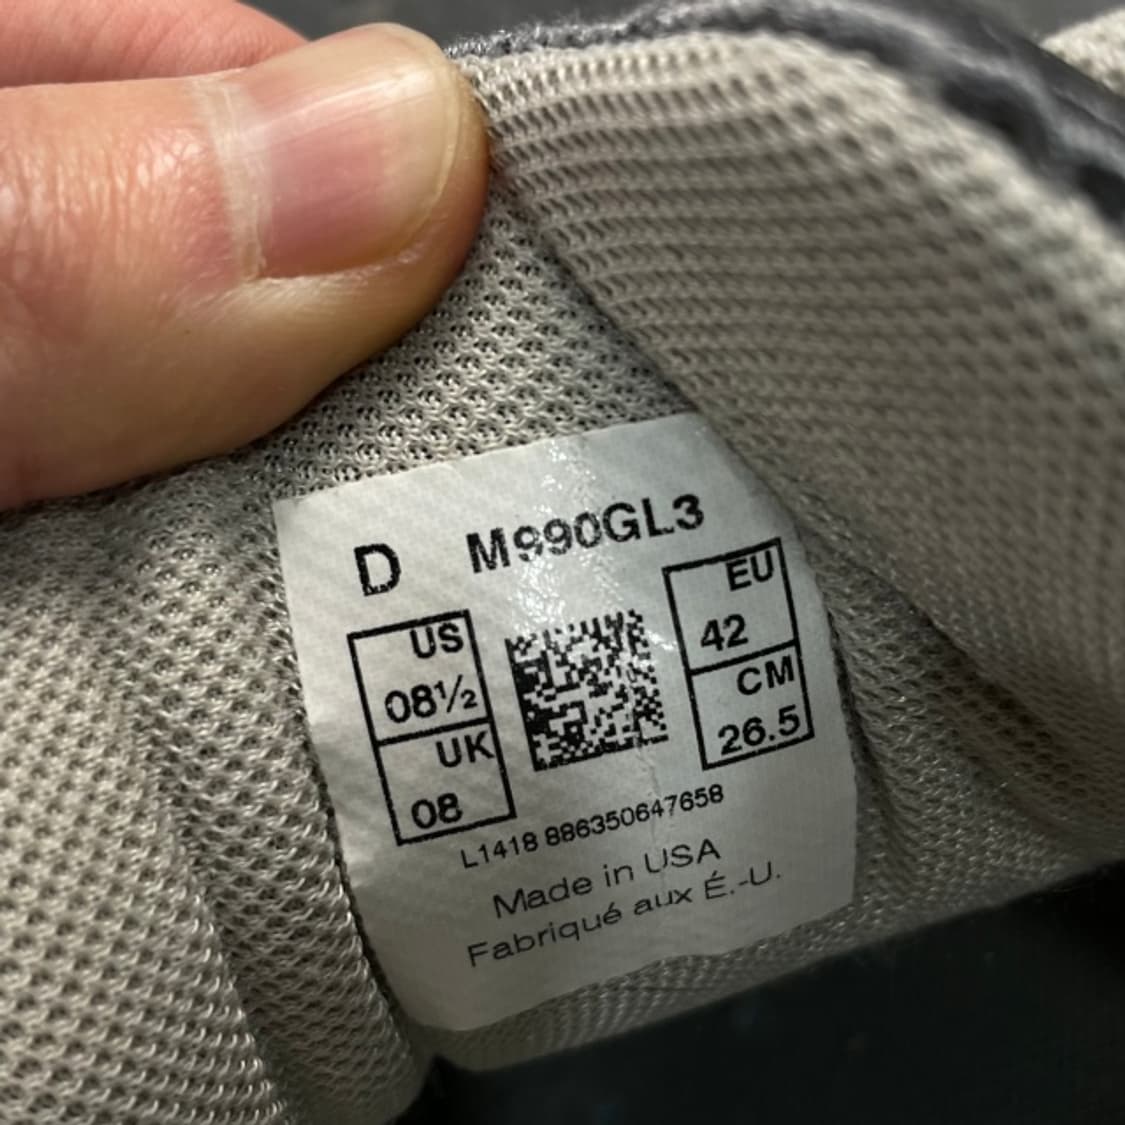 D M990GL3
US
08½
UK
08
EU
42
CM
26.5
L1418 886350647658
Made in USA
Fabriqué aux É.-U.